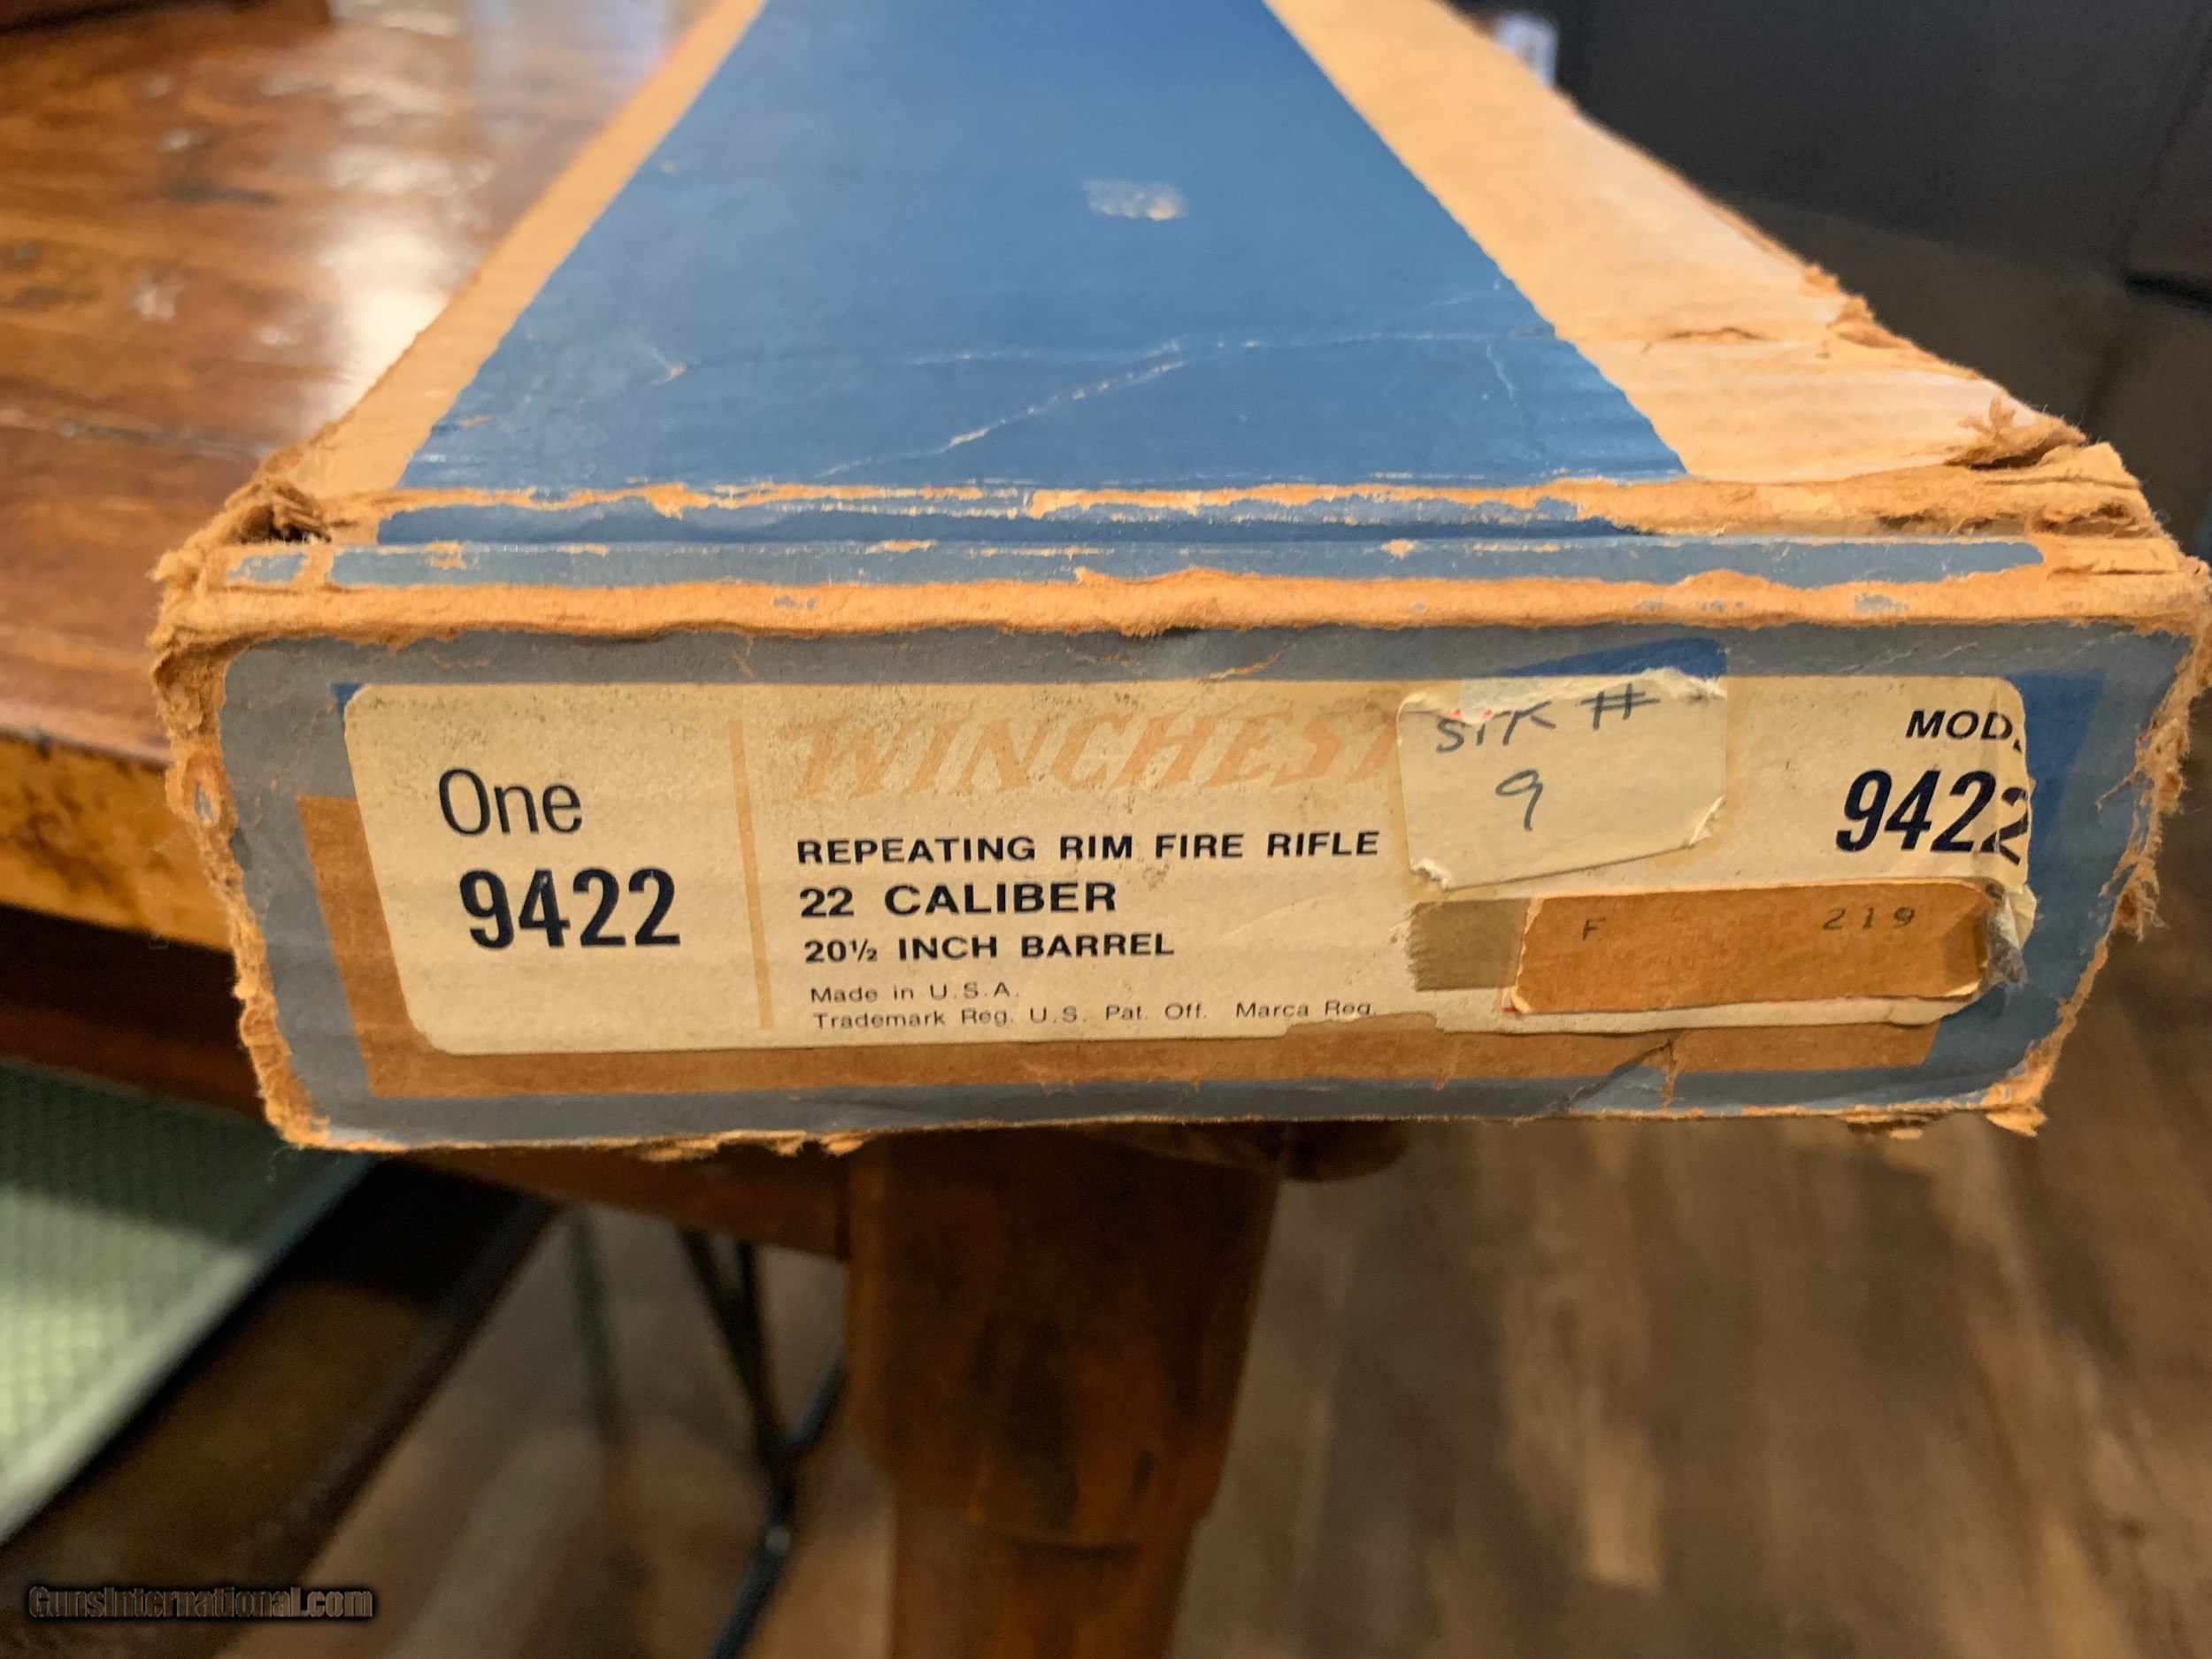 One
9422
WINCHEST
REPEATING RIM FIRE RIFLE
22 CALIBER
20½ INCH BARREL
Made in U.S.A.
Trademark Reg. U.S. Pat. Off. Marca Reg.
STK #
9
MOD.
9422
F 219
GunsInternational.com